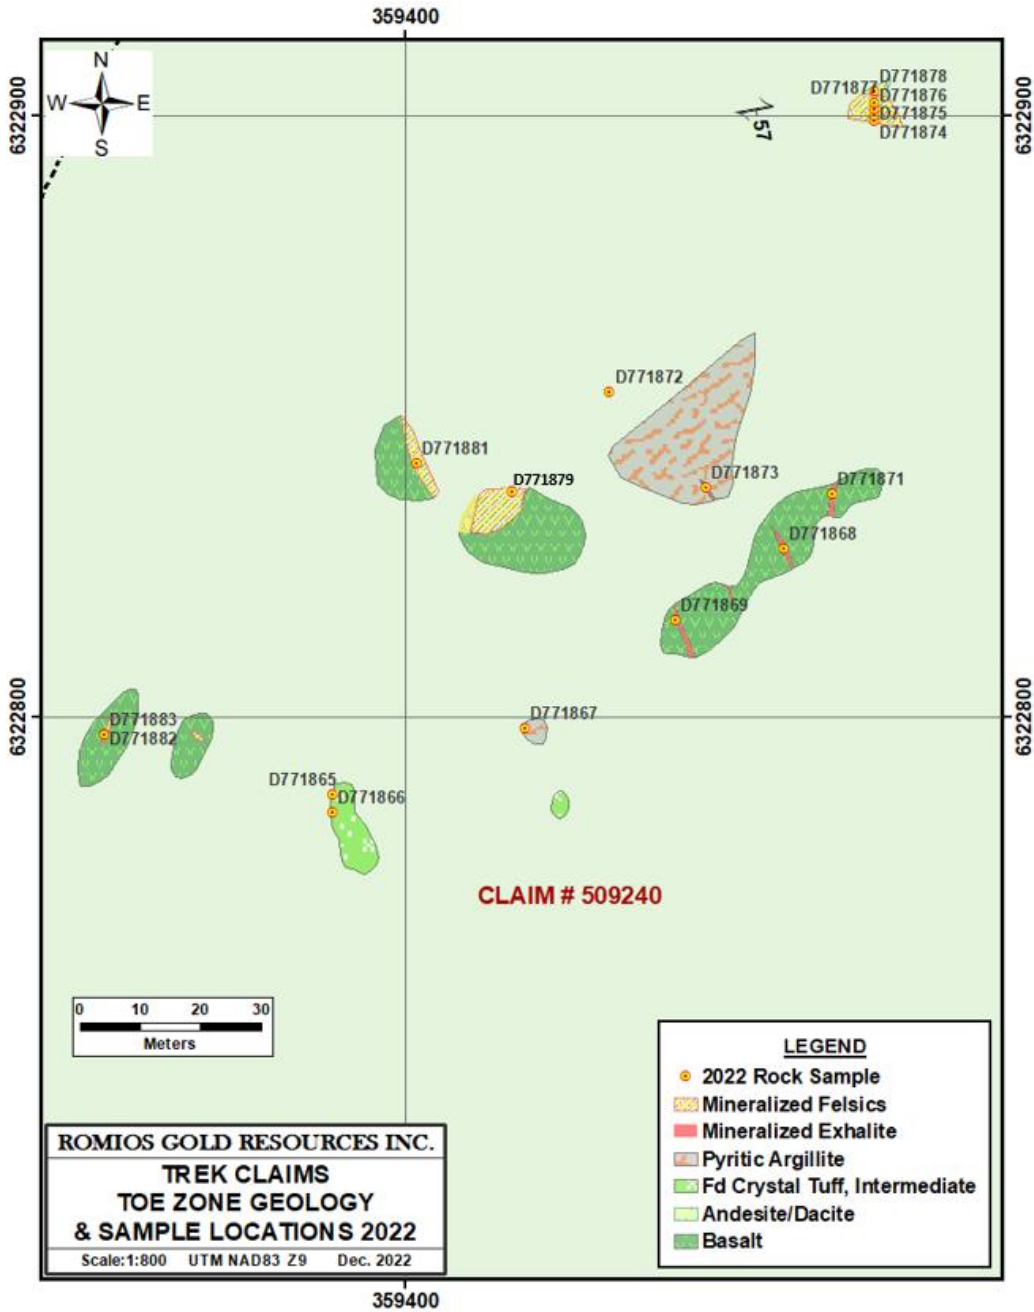 359400
N
W
E
S
6322900
6322900
57
D771878
D771877
D771876
D771875
D771874
D771872
D771881
D771879
D771873
D771871
D771868
D771869
6322800
6322800
D771883
D771882
D771867
D771865
D771866
CLAIM # 509240
0 10 20 30
Meters
LEGEND
2022 Rock Sample
Mineralized Felsics
Mineralized Exhalite
Pyritic Argillite
Fd Crystal Tuff, Intermediate
Andesite/Dacite
Basalt
ROMIOS GOLD RESOURCES INC.
TREK CLAIMS
TOE ZONE GEOLOGY
& SAMPLE LOCATIONS 2022
Scale:1:800 UTM NAD83 Z9 Dec. 2022
359400